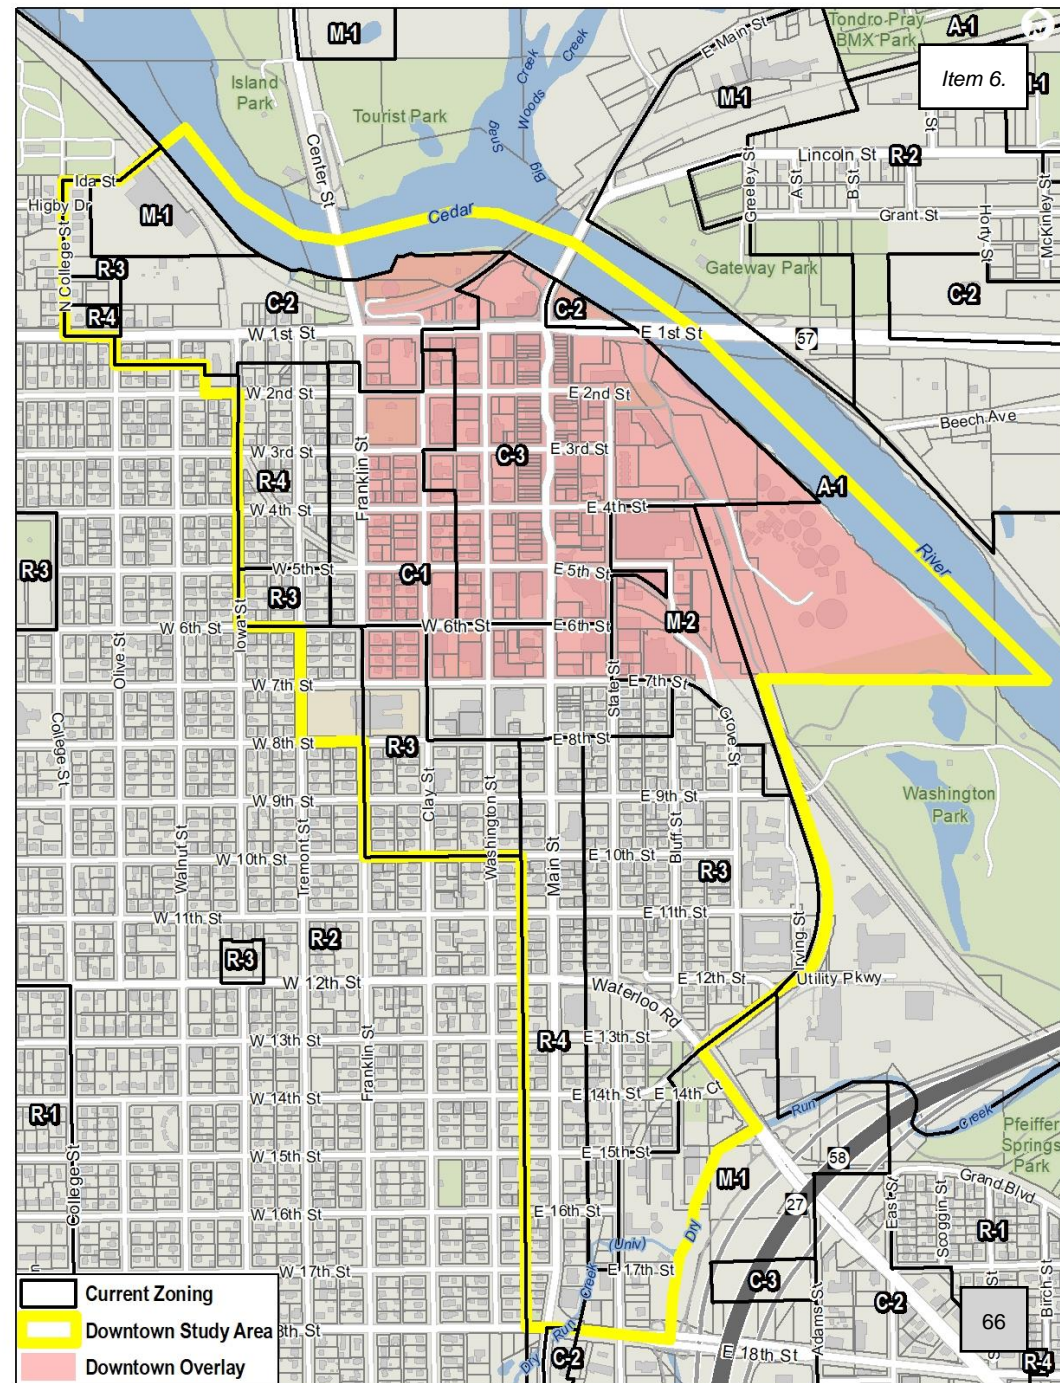 M-1
E Main St
Tondro-Pray
BMX Park
A-1
Item 6.
M-1
Island
Park
Tourist Park
Center St
Snag
Creek
Big Woods Creek
M-1
St
Lincoln St
R-2
Greeley St
A St
B St
Grant St
Hotty St
McKinley St
Ida St
Higby Dr
M-1
N College St
Cedar
Gateway Park
R-3
R-4
C-2
C-2
C-2
W 1st St
E 1st St
57
W 2nd St
E 2nd St
Beech Ave
W 3rd St
Franklin St
C-3
E 3rd St
R-4
W 4th St
E 4th St
A-1
River
R-3
W 5th St
C-1
E 5th St
R-3
M-2
W 6th St
Iowa St
W 6th St
E 6th St
Olive St
W 7th St
State St
E 7th St
College St
W 8th St
R-3
E 8th St
Grove St
W 9th St
Clay St
Washington St
E 9th St
Washington
Park
Walnut St
Tremont St
W 10th St
Main St
E 10th St
Bluff St
R-3
W 11th St
R-2
E 11th St
Irving St
R-3
W 12th St
Waterloo Rd
E 12th St
Utility Pkwy
W 13th St
Franklin St
R-4
E 13th St
R-1
W 14th St
E 14th St
E 14th Ct
Run
Creek
Pfeiffer
Springs
Park
W 15th St
E 15th St
M-1
58
Grand Blvd
College St
W 16th St
E 16th St
Dry
27
East St
Scoggin St
R-1
(Univ)
W 17th St
Creek
E 17th St
C-3
Adams St
C-2
Birch St
66
Current Zoning
Downtown Study Area
8th St
Dry
Run
C-2
E 18th St
S
St
R-4
Downtown Overlay